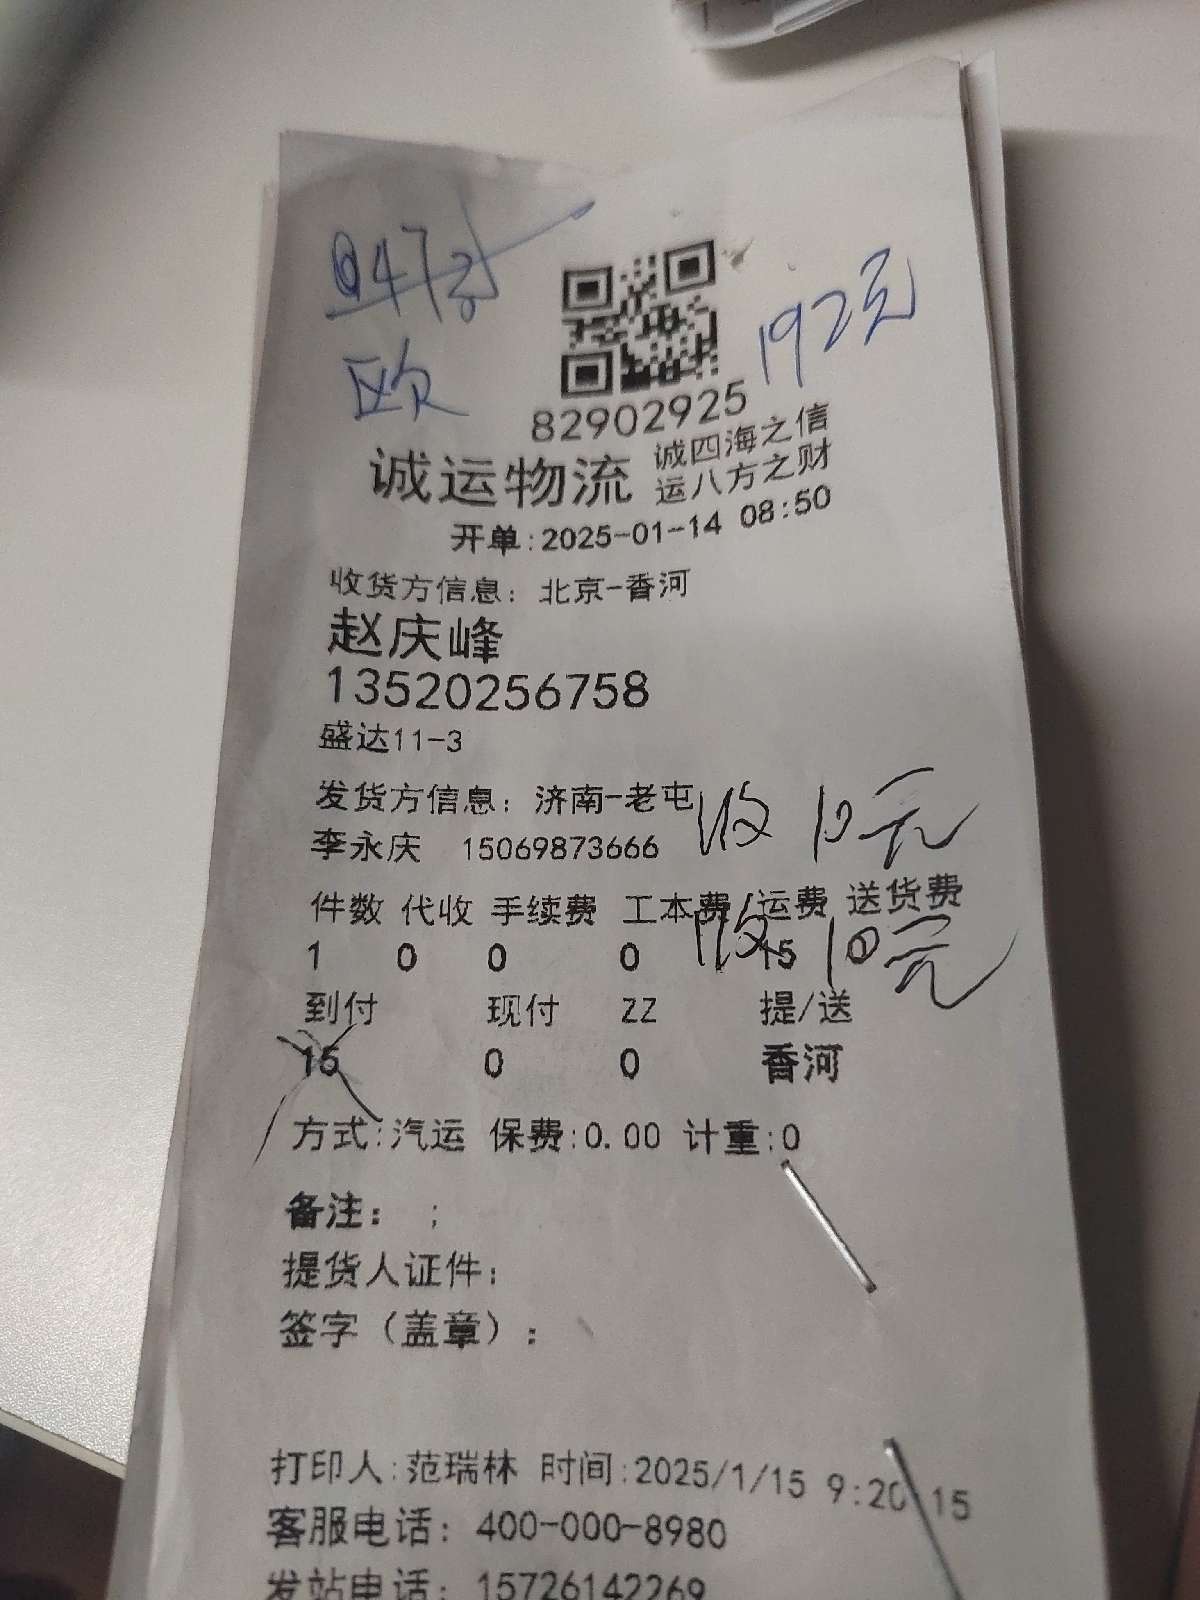 192元
欧
82902925
诚运物流 诚四海之信
运八方之财
开单:2025-01-14 08:50
收货方信息: 北京-香河
赵庆峰
13520256758
盛达11-3
发货方信息: 济南-老屯
收 10元
李永庆 15069873666
件数 代收 手续费 工本费 运费 送货费
1 0 0 0 15
收 10元
到付 现付 ZZ 提/送
15 0 0 香河
方式:汽运 保费:0.00 计重:0
备注: ;
提货人证件:
签字(盖章):
打印人:范瑞林 时间:2025/1/15 9:20:15
客服电话: 400-000-8980
发站电话: 15726142269